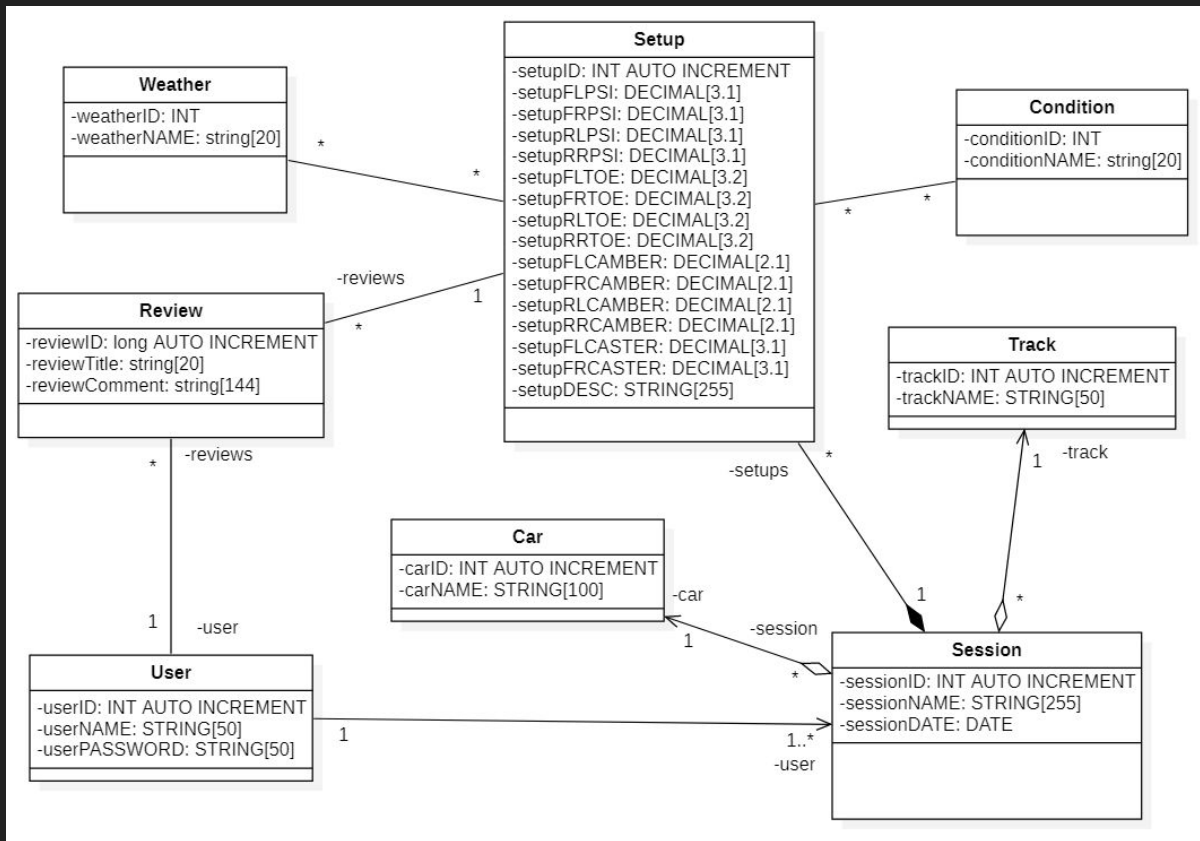 Setup
-setupID: INT AUTO INCREMENT
-setupFLPSI: DECIMAL[3.1]
-setupFRPSI: DECIMAL[3.1]
-setupRLPSI: DECIMAL[3.1]
-setupRRPSI: DECIMAL[3.1]
-setupFLTOE: DECIMAL[3.2]
-setupFRTOE: DECIMAL[3.2]
-setupRLTOE: DECIMAL[3.2]
-setupRRTOE: DECIMAL[3.2]
-setupFLCAMBER: DECIMAL[2.1]
-setupFRCAMBER: DECIMAL[2.1]
-setupRLCAMBER: DECIMAL[2.1]
-setupRRCAMBER: DECIMAL[2.1]
-setupFLCASTER: DECIMAL[3.1]
-setupFRCASTER: DECIMAL[3.1]
-setupDESC: STRING[255]
Weather
-weatherID: INT
-weatherNAME: string[20]
*
*
Condition
-conditionID: INT
-conditionNAME: string[20]
*
*
-reviews
1
*
Review
-reviewID: long AUTO INCREMENT
-reviewTitle: string[20]
-reviewComment: string[144]
Track
-trackID: INT AUTO INCREMENT
-trackNAME: STRING[50]
*
-reviews
-setups
*
1
-track
Car
-carID: INT AUTO INCREMENT
-carNAME: STRING[100]
-car
1
-session
*
1
*
1
-user
User
-userID: INT AUTO INCREMENT
-userNAME: STRING[50]
-userPASSWORD: STRING[50]
Session
-sessionID: INT AUTO INCREMENT
-sessionNAME: STRING[255]
-sessionDATE: DATE
1
1..*
-user